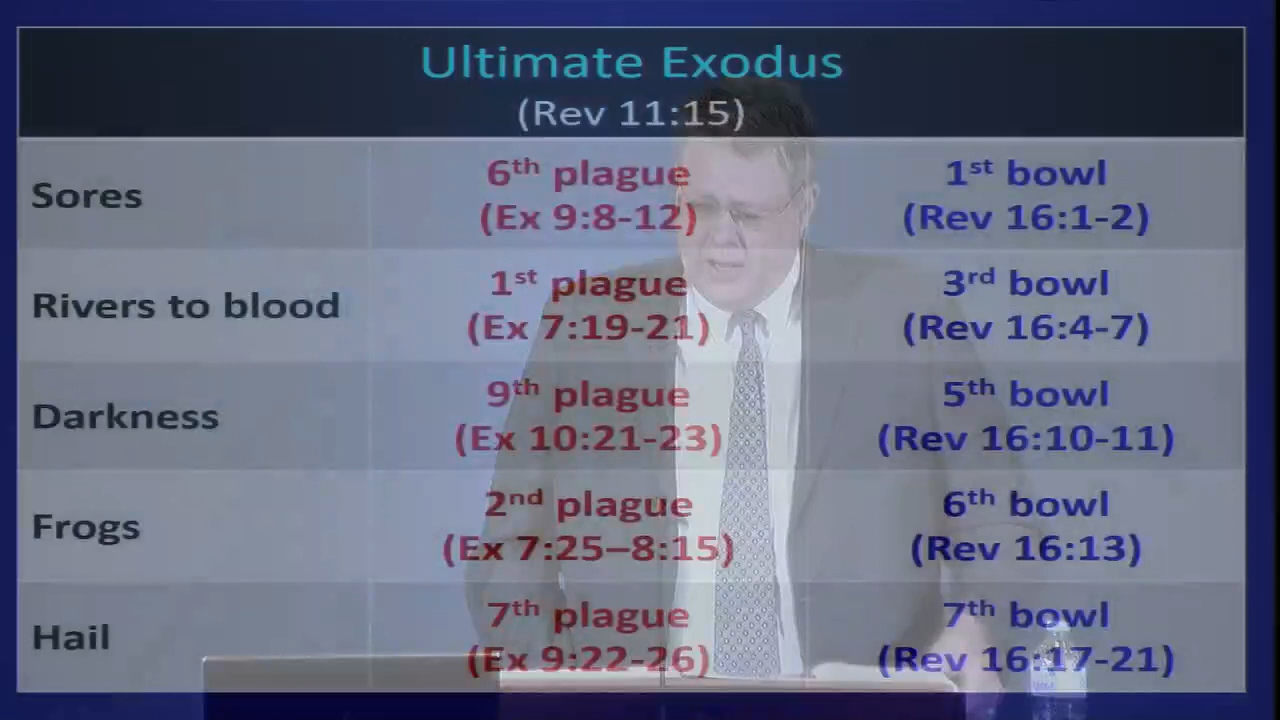 Ultimate Exodus
(Rev 11:15)
Sores
6th plague
(Ex 9:8-12)
1st bowl
(Rev 16:1-2)
Rivers to blood
1st plague
(Ex 7:19-21)
3rd bowl
(Rev 16:4-7)
Darkness
9th plague
(Ex 10:21-23)
5th bowl
(Rev 16:10-11)
Frogs
2nd plague
(Ex 7:25–8:15)
6th bowl
(Rev 16:13)
Hail
7th plague
(Ex 9:22-26)
7th bowl
(Rev 16:17-21)